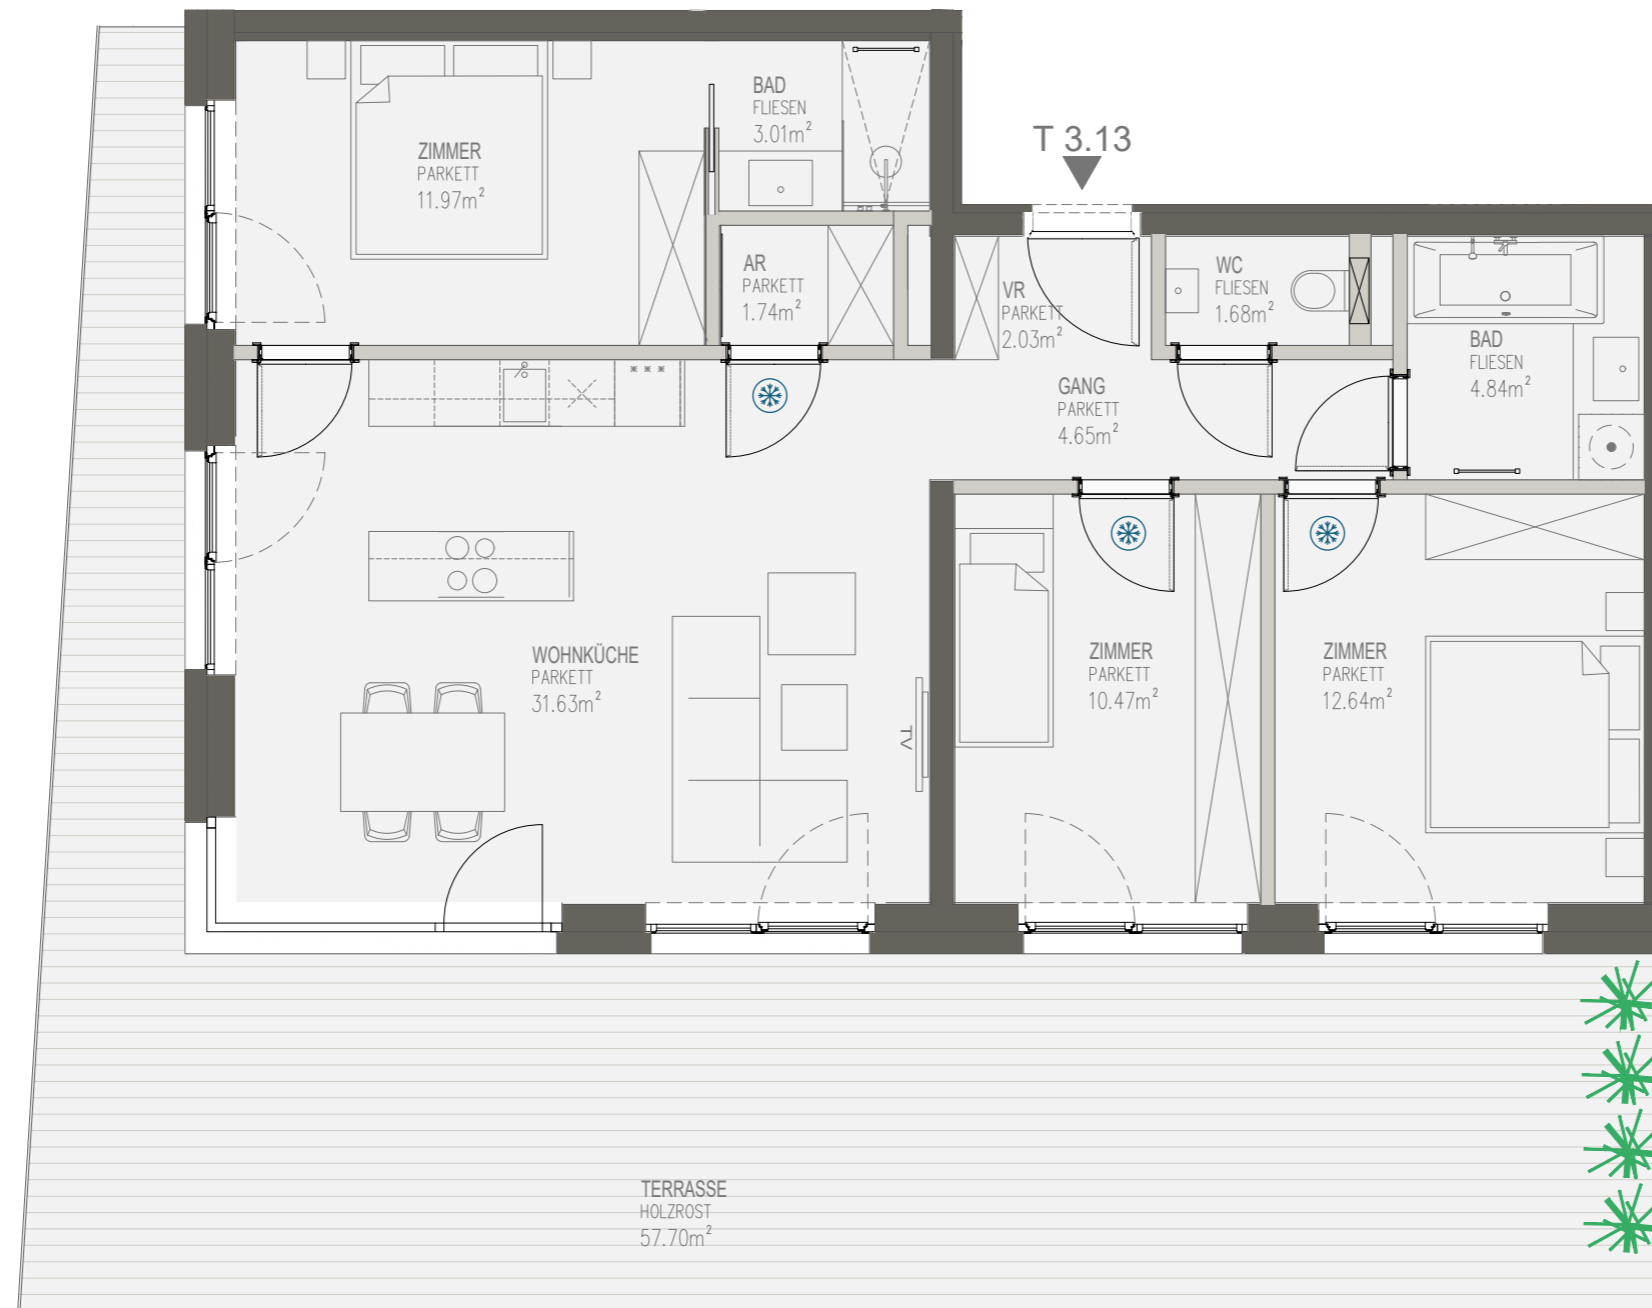 BAD
FLIESEN
3.01m²
T 3.13
ZIMMER
PARKETT
11.97m²
AR
PARKETT
1.74m²
VR
PARKETT
2.03m²
WC
FLIESEN
1.68m²
BAD
FLIESEN
4.84m²
GANG
PARKETT
4.65m²
WOHNKÜCHE
PARKETT
31.63m²
TV
ZIMMER
PARKETT
10.47m²
ZIMMER
PARKETT
12.64m²
TERRASSE
HOLZROST
57.70m²